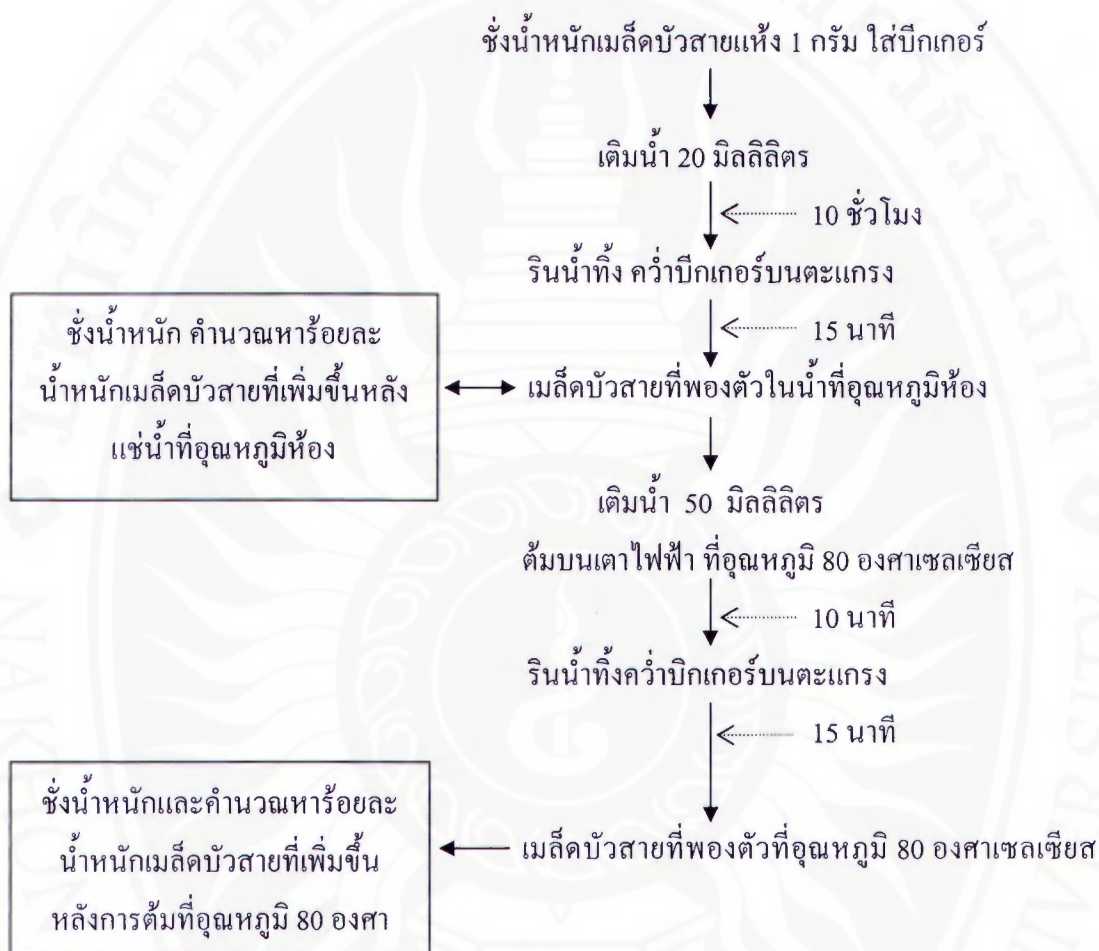 ชั่งน้ำหนักเมล็ดบัวสายแห้ง 1 กรัม ใส่บีกเกอร์
เติมน้ำ 20 มิลลิลิตร
10 ชั่วโมง
รินน้ำทิ้ง คว่ำบีกเกอร์บนตะแกรง
15 นาที
ชั่งน้ำหนัก คำนวณหาร้อยละ
น้ำหนักเมล็ดบัวสายที่เพิ่มขึ้นหลัง
แช่น้ำที่อุณหภูมิห้อง
เมล็ดบัวสายที่พองตัวในน้ำที่อุณหภูมิห้อง
เติมน้ำ 50 มิลลิลิตร
ต้มบนเตาไฟฟ้า ที่อุณหภูมิ 80 องศาเซลเซียส
10 นาที
รินน้ำทิ้งคว่ำบิกเกอร์บนตะแกรง
15 นาที
ชั่งน้ำหนักและคำนวณหาร้อยละ
น้ำหนักเมล็ดบัวสายที่เพิ่มขึ้น
หลังการต้มที่อุณหภูมิ 80 องศา
เมล็ดบัวสายที่พองตัวที่อุณหภูมิ 80 องศาเซลเซียส